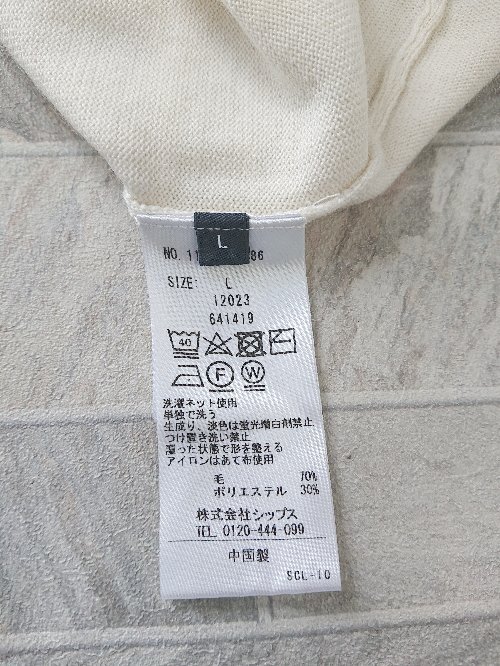 L
NO. 11 86
SIZE: L
12023
641419
40
F W
洗濯ネット使用
単独で洗う
生成り、淡色は蛍光増白剤禁止
つけ置き洗い禁止
湿った状態で形を整える
アイロンはあて布使用
毛 70%
ポリエステル 30%
株式会社シップス
TEL 0120-444-099
中国製
SCL-10